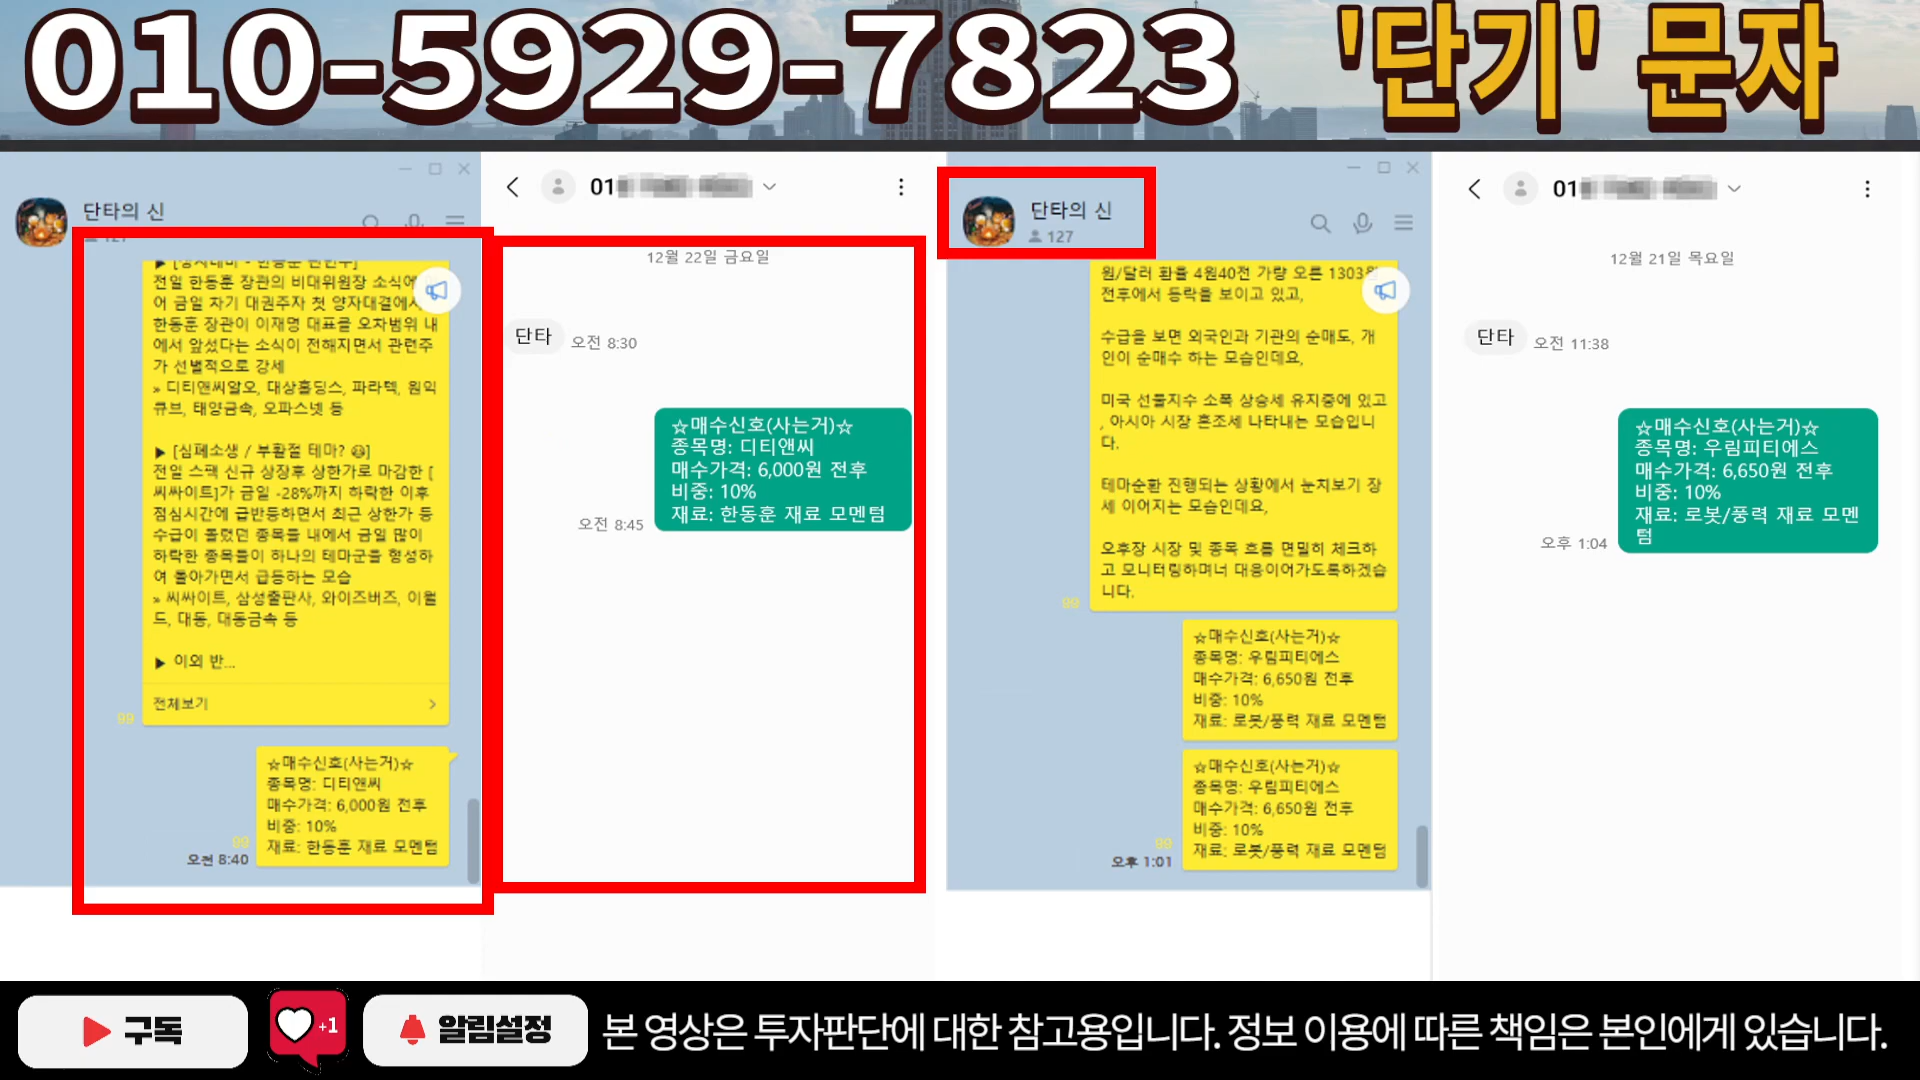 010-5929-7823 '단기' 문자
단타의 신
127
전일 한동훈 장관의 비대위원장 소식에
어 금일 차기 대권주자 첫 양자대결에서
한동훈 장관이 이재명 대표를 오차범위 내
에서 앞섰다는 소식이 전해지면서 관련주
가 선별적으로 강세
» 디티앤씨알오, 대상홀딩스, 파라텍, 원익
큐브, 태양금속, 오파스넷 등
▶ [심폐소생 / 부활절 테마? 😂]
전일 스팩 신규 상장후 상한가로 마감한 [
씨싸이트]가 금일 -28%까지 하락한 이후
점심시간에 급반등하면서 최근 상한가 등
수급이 몰렸던 종목들 내에서 금일 많이
하락한 종목들이 하나의 테마군을 형성하
여 돌아가면서 급등하는 모습
» 씨싸이트, 삼성출판사, 와이즈버즈, 이월
드, 대동, 대동금속 등
▶ 이외 반...
전체보기
99
☆매수신호(사는거)☆
종목명: 디티앤씨
매수가격: 6,000원 전후
비중: 10%
재료: 한동훈 재료 모멘텀
99
오전 8:40
01
12월 22일 금요일
단타 오전 8:30
☆매수신호(사는거)☆
종목명: 디티앤씨
매수가격: 6,000원 전후
비중: 10%
재료: 한동훈 재료 모멘텀
오전 8:45
단타의 신
127
원/달러 환율 4원40전 가량 오른 1303원
전후에서 등락을 보이고 있고,
수급을 보면 외국인과 기관의 순매도, 개
인이 순매수 하는 모습인데요,
미국 선물지수 소폭 상승세 유지중에 있고
, 아시아 시장 혼조세 나타내는 모습입니
다.
테마순환 진행되는 상황에서 눈치보기 장
세 이어지는 모습인데요,
오후장 시장 및 종목 흐름 면밀히 체크하
고 모니터링하며너 대응이어가도록하겠습
니다.
99
☆매수신호(사는거)☆
종목명: 우림피티에스
매수가격: 6,650원 전후
비중: 10%
재료: 로봇/풍력 재료 모멘텀
☆매수신호(사는거)☆
종목명: 우림피티에스
매수가격: 6,650원 전후
비중: 10%
재료: 로봇/풍력 재료 모멘텀
99
오후 1:01
01
12월 21일 목요일
단타 오전 11:38
☆매수신호(사는거)☆
종목명: 우림피티에스
매수가격: 6,650원 전후
비중: 10%
재료: 로봇/풍력 재료 모멘
텀
오후 1:04
구독 +1 알림설정 본 영상은 투자판단에 대한 참고용입니다. 정보 이용에 따른 책임은 본인에게 있습니다.